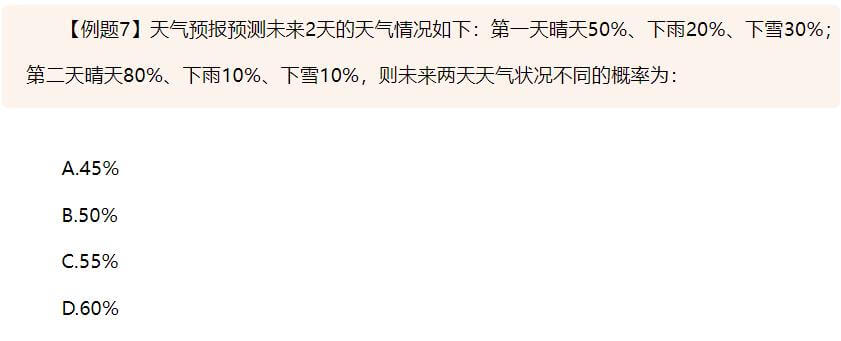 【例题7】天气预报预测未来2天的天气情况如下：第一天晴天50%、下雨20%、下雪30%；
第二天晴天80%、下雨10%、下雪10%，则未来两天天气状况不同的概率为：
A.45%
B.50%
C.55%
D.60%